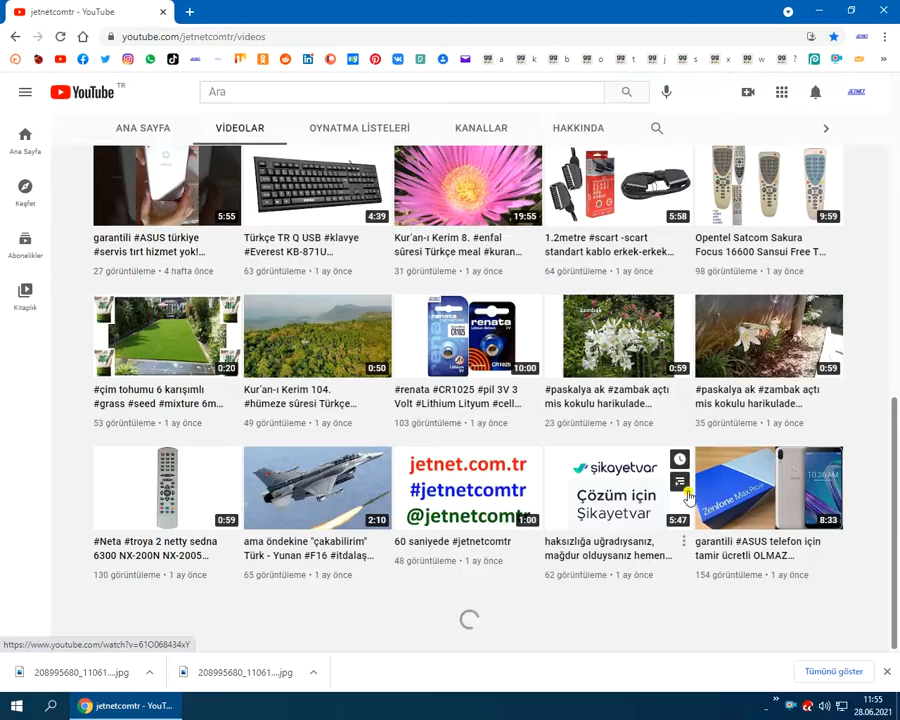 jetnetcomtr - YouTube
youtube.com/jetnetcomtr/videos
a
k
b
o
t
j
s
x
w
?
YouTube TR
Ara
JETNET
ANA SAYFA VİDEOLAR OYNATMA LİSTELERİ KANALLAR HAKKINDA
Ana Sayfa
Keşfet
Abonelikler
Kitaplık
5:55
garantili #ASUS türkiye
#servis tırt hizmet yok!...
27 görüntüleme • 4 hafta önce
4:39
Türkçe TR Q USB #klavye
#Everest KB-871U...
63 görüntüleme • 1 ay önce
19:55
Kur´an-ı Kerim 8. #enfal
sûresi Türkçe meal #kuran...
31 görüntüleme • 1 ay önce
5:58
1.2metre #scart -scart
standart kablo erkek-erkek...
64 görüntüleme • 1 ay önce
9:59
Opentel Satcom Sakura
Focus 16600 Sansui Free T...
98 görüntüleme • 1 ay önce
0:20
#çim tohumu 6 karışımlı
#grass #seed #mixture 6m...
53 görüntüleme • 1 ay önce
0:50
Kur´an-ı Kerim 104.
#hümeze sûresi Türkçe...
49 görüntüleme • 1 ay önce
renata
CR1025
renata
CR1025
10:00
#renata #CR1025 #pil 3V 3
Volt #Lithium Lityum #cell...
103 görüntüleme • 1 ay önce
zambak
0:59
#paskalya ak #zambak açtı
mis kokulu harikulade...
23 görüntüleme • 1 ay önce
0:59
#paskalya ak #zambak açtı
mis kokulu harikulade...
35 görüntüleme • 1 ay önce
0:59
#Neta #troya 2 netty sedna
6300 NX-200N NX-2005...
130 görüntüleme • 1 ay önce
2:10
ama öndekine "çakabilirim"
Türk - Yunan #F16 #itdalaş...
65 görüntüleme • 1 ay önce
jetnet.com.tr
#jetnetcomtr
@jetnetcomtr
1:00
60 saniyede #jetnetcomtr
48 görüntüleme • 1 ay önce
şikayetvar
Çözüm için
Şikayetvar
5:47
haksızlığa uğradıysanız,
mağdur olduysanız hemen...
62 görüntüleme • 1 ay önce
Zenfone Max Pro
10:36AM
8:33
garantili #ASUS telefon için
tamir ücretli OLMAZ...
154 görüntüleme • 1 ay önce
https://www.youtube.com/watch?v=61O068434xY
208995680_11061....jpg
208995680_11061....jpg
Tümünü göster
jetnetcomtr - YouT...
11:55
28.06.2021